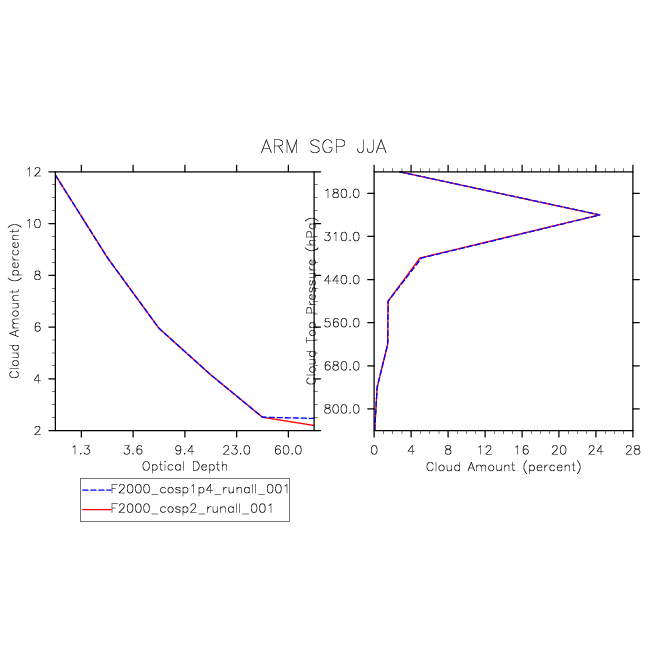 ARM SGP JJA
Cloud Amount (percent)
12
10
8
6
4
2
1.3 3.6 9.4 23.0 60.0
Optical Depth
Cloud Top Pressure (hPa)
180.0
310.0
440.0
560.0
680.0
800.0
0 4 8 12 16 20 24 28
Cloud Amount (percent)
F2000_cosp1p4_runall_001
F2000_cosp2_runall_001